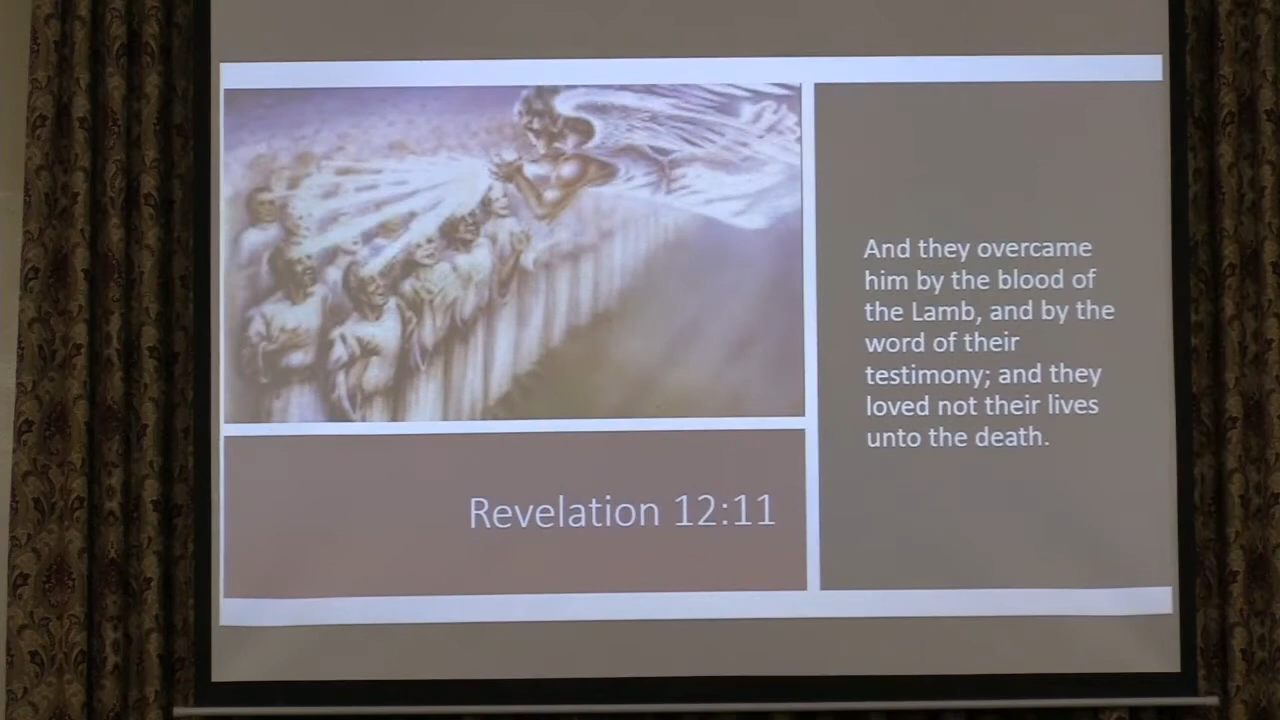 Revelation 12:11
And they overcame
him by the blood of
the Lamb, and by the
word of their
testimony; and they
loved not their lives
unto the death.